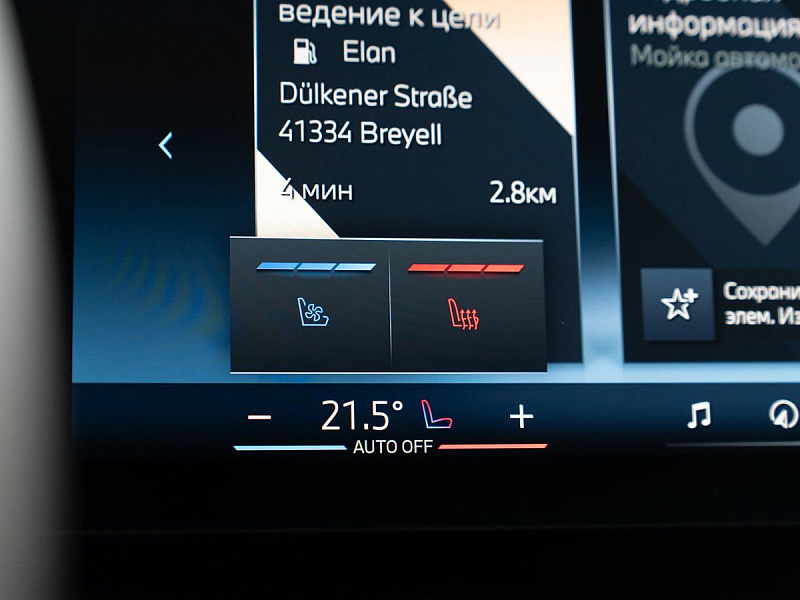 ведение к цели
Elan
Dülkener Straße
41334 Breyell
4 мин 2.8км
информация
Мойка
Сохрани
элем. Из
− 21.5° +
AUTO OFF